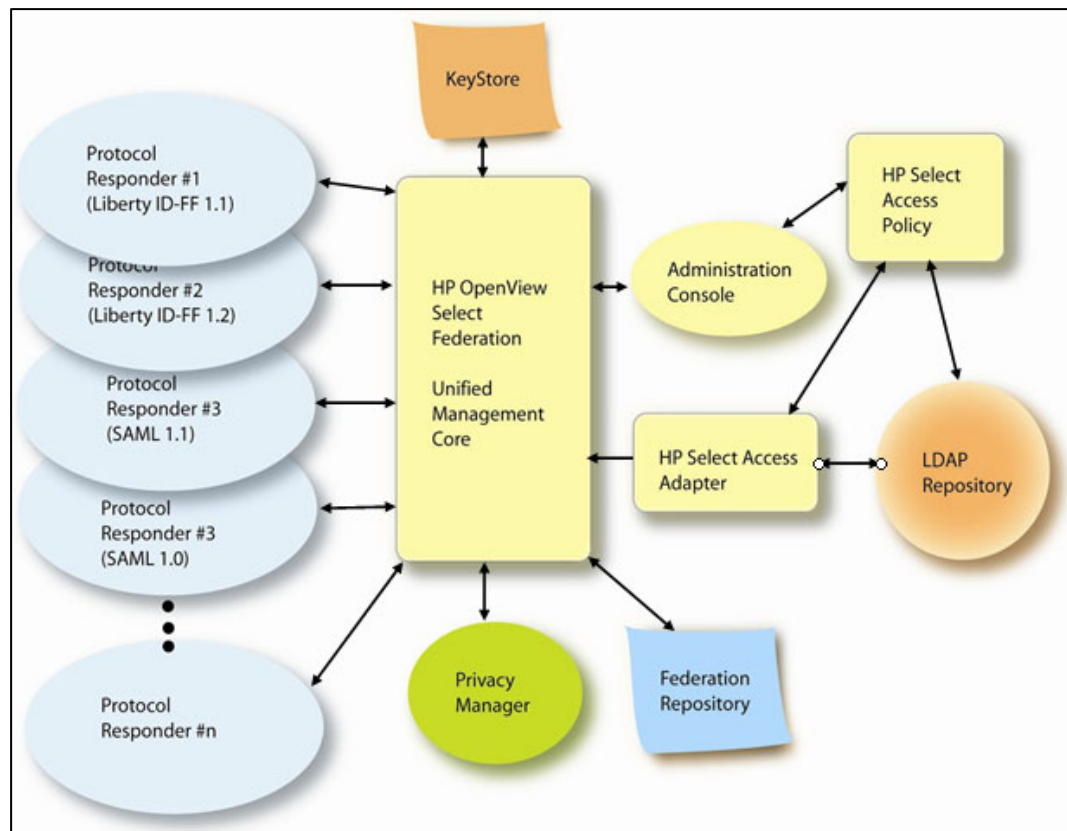 KeyStore
Protocol
Responder #1
(Liberty ID-FF 1.1)
Protocol
Responder #2
(Liberty ID-FF 1.2)
Protocol
Responder #3
(SAML 1.1)
Protocol
Responder #3
(SAML 1.0)
Protocol
Responder #n
HP OpenView
Select
Federation
Unified
Management
Core
Administration
Console
HP Select
Access
Policy
HP Select Access
Adapter
LDAP
Repository
Privacy
Manager
Federation
Repository